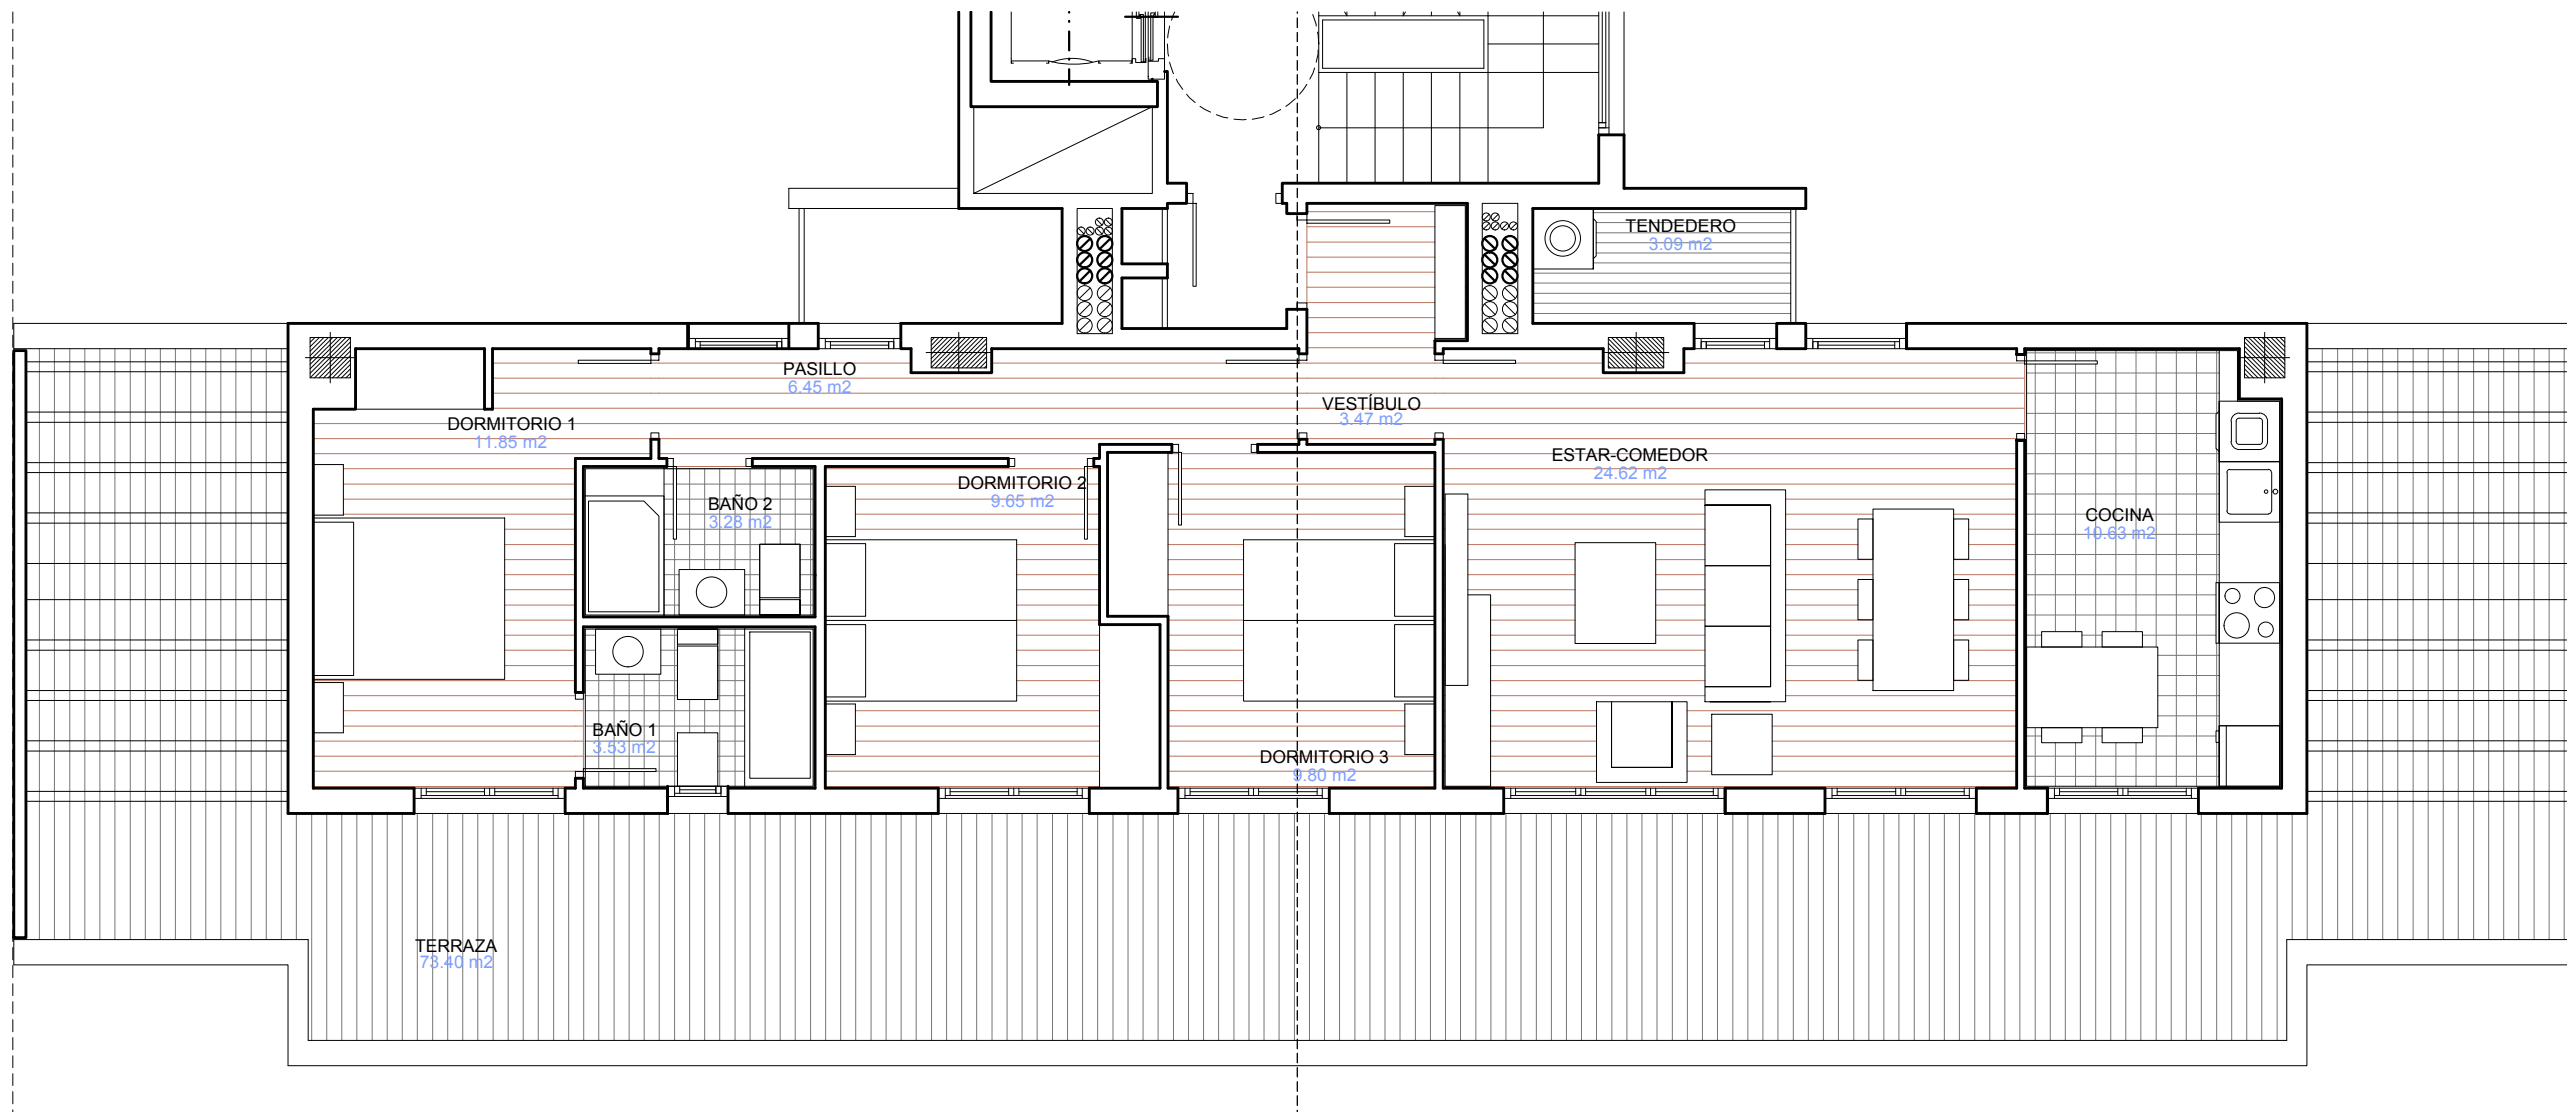 TENDEDERO
3.09 m2
PASILLO
6.45 m2
VESTÍBULO
3.47 m2
DORMITORIO 1
11.85 m2
ESTAR-COMEDOR
24.62 m2
DORMITORIO 2
9.65 m2
BAÑO 2
3.28 m2
COCINA
10.63 m2
BAÑO 1
3.53 m2
DORMITORIO 3
9.80 m2
TERRAZA
73.40 m2